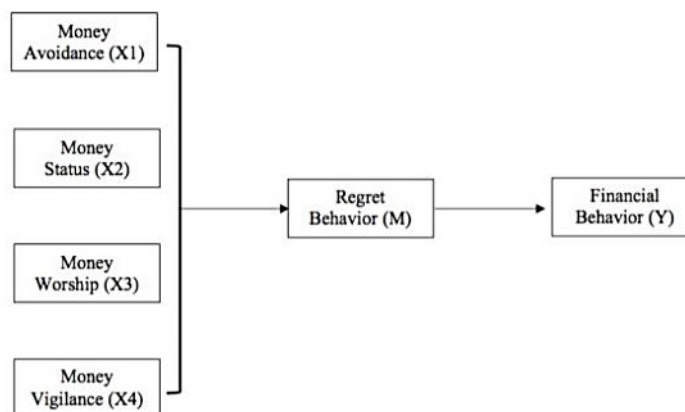 Money
Avoidance (X1)
Money
Status (X2)
Regret
Behavior (M)
Financial
Behavior (Y)
Money
Worship (X3)
Money
Vigilance (X4)